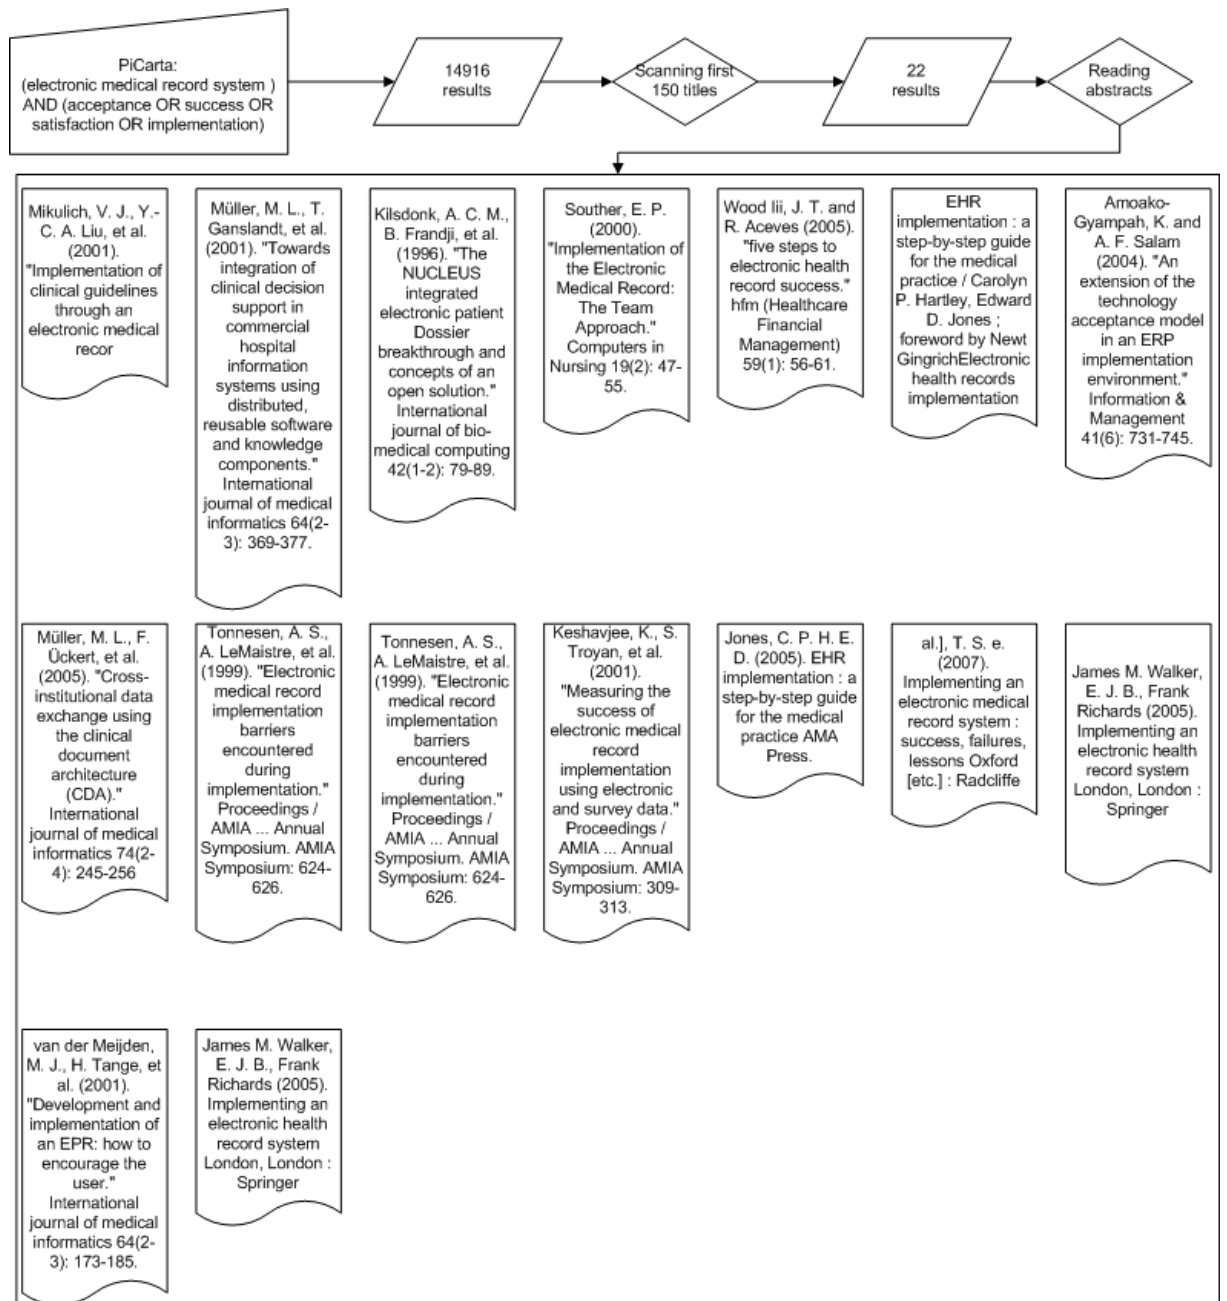 PiCarta:
(electronic medical record system )
AND (acceptance OR success OR
satisfaction OR implementation)
14916
results
Scanning first
150 titles
22
results
Reading
abstracts
Mikulich, V. J., Y.-
C. A. Liu, et al.
(2001).
"Implementation of
clinical guidelines
through an
electronic medical
recor
Müller, M. L., T.
Ganslandt, et al.
(2001). "Towards
integration of
clinical decision
support in
commercial
hospital
information
systems using
distributed,
reusable software
and knowledge
components."
International
journal of medical
informatics 64(2-
3): 369-377.
Kilsdonk, A. C. M.,
B. Frandji, et al.
(1996). "The
NUCLEUS
integrated
electronic patient
Dossier
breakthrough and
concepts of an
open solution."
International
journal of bio-
medical computing
42(1-2): 79-89.
Souther, E. P.
(2000).
"Implementation of
the Electronic
Medical Record:
The Team
Approach."
Computers in
Nursing 19(2): 47-
55.
Wood Iii, J. T. and
R. Aceves (2005).
"five steps to
electronic health
record success."
hfm (Healthcare
Financial
Management)
59(1): 56-61.
EHR
implementation : a
step-by-step guide
for the medical
practice / Carolyn
P. Hartley, Edward
D. Jones ;
foreword by Newt
GingrichElectronic
health records
implementation
Amoako-
Gyampah, K. and
A. F. Salam
(2004). "An
extension of the
technology
acceptance model
in an ERP
implementation
environment."
Information &
Management
41(6): 731-745.
Müller, M. L., F.
Ückert, et al.
(2005). "Cross-
institutional data
exchange using
the clinical
document
architecture
(CDA)."
International
journal of medical
informatics 74(2-
4): 245-256
Tonnesen, A. S.,
A. LeMaistre, et al.
(1999). "Electronic
medical record
implementation
barriers
encountered
during
implementation."
Proceedings /
AMIA ... Annual
Symposium. AMIA
Symposium: 624-
626.
Tonnesen, A. S.,
A. LeMaistre, et al.
(1999). "Electronic
medical record
implementation
barriers
encountered
during
implementation."
Proceedings /
AMIA ... Annual
Symposium. AMIA
Symposium: 624-
626.
Keshavjee, K., S.
Troyan, et al.
(2001).
"Measuring the
success of
electronic medical
record
implementation
using electronic
and survey data."
Proceedings /
AMIA ... Annual
Symposium. AMIA
Symposium: 309-
313.
Jones, C. P. H. E.
D. (2005). EHR
implementation : a
step-by-step guide
for the medical
practice AMA
Press.
al.], T. S. e.
(2007).
Implementing an
electronic medical
record system :
success, failures,
lessons Oxford
[etc.] : Radcliffe
James M. Walker,
E. J. B., Frank
Richards (2005).
Implementing an
electronic health
record system
London, London :
Springer
van der Meijden,
M. J., H. Tange, et
al. (2001).
"Development and
implementation of
an EPR: how to
encourage the
user."
International
journal of medical
informatics 64(2-
3): 173-185.
James M. Walker,
E. J. B., Frank
Richards (2005).
Implementing an
electronic health
record system
London, London :
Springer